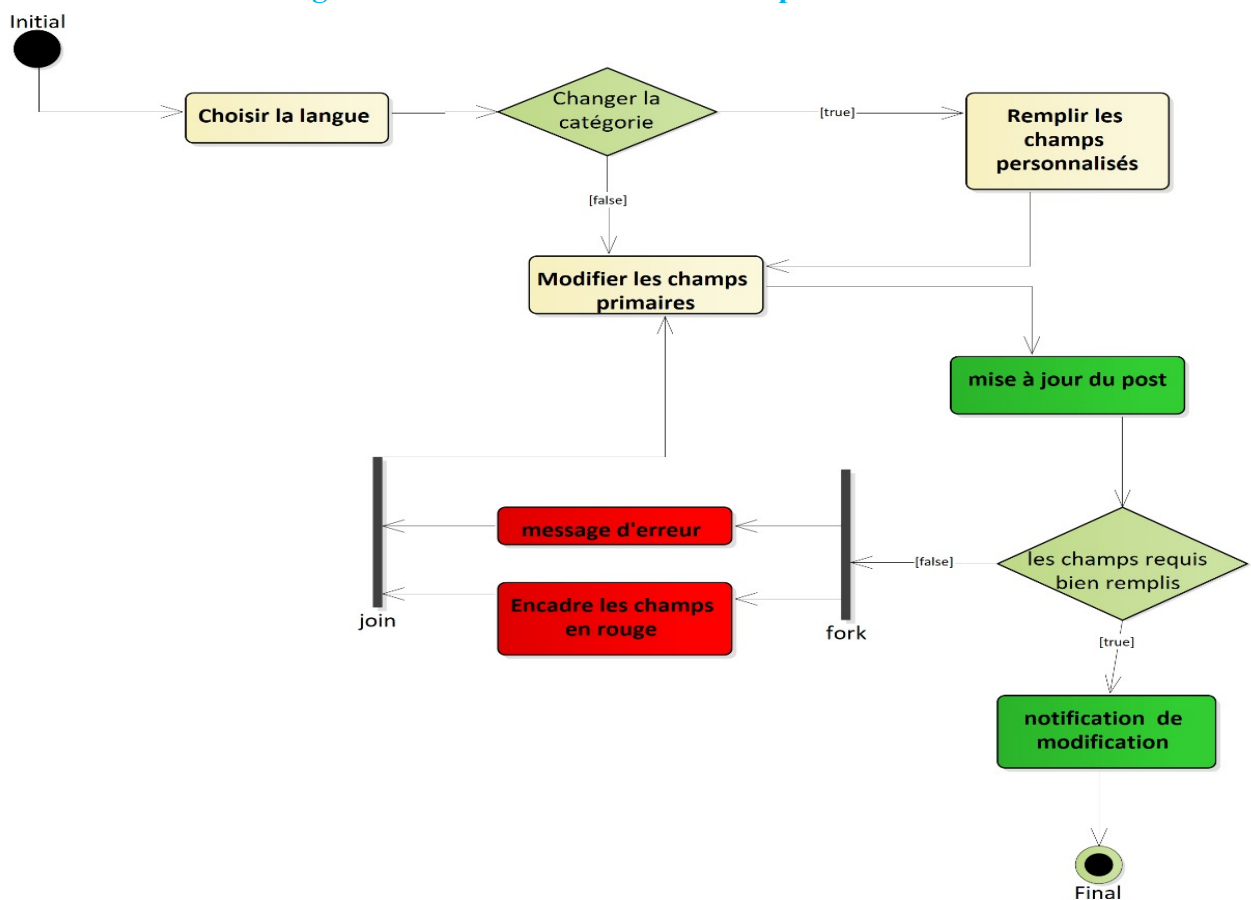 Initial
Choisir la langue
Changer la
catégorie
[true]
Remplir les
champs
personnalisés
[false]
Modifier les champs
primaires
mise à jour du post
les champs requis
bien remplis
[false]
fork
message d'erreur
Encadre les champs
en rouge
join
[true]
notification de
modification
Final